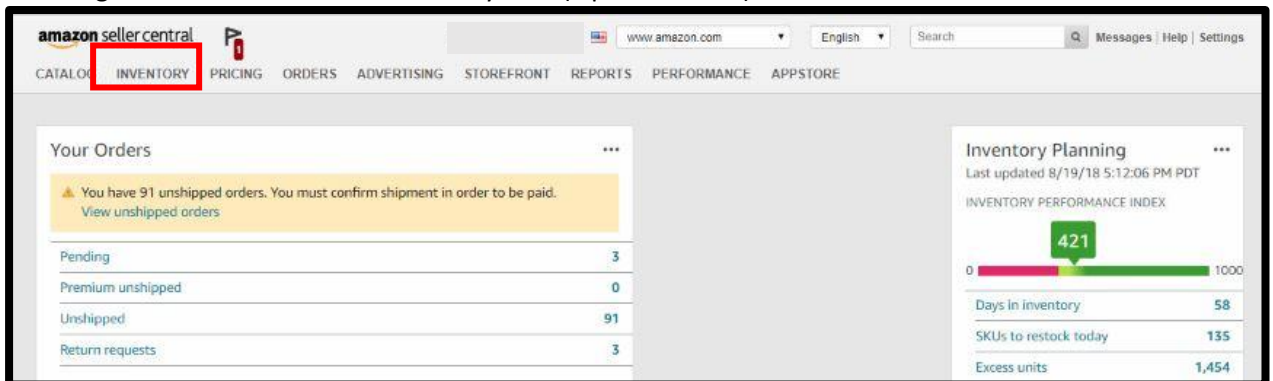 amazon seller central
1
www.amazon.com
English
Search
Messages | Help | Settings
CATALOG INVENTORY PRICING ORDERS ADVERTISING STOREFRONT REPORTS PERFORMANCE APPSTORE
Your Orders
You have 91 unshipped orders. You must confirm shipment in order to be paid.
View unshipped orders
Pending 3
Premium unshipped 0
Unshipped 91
Return requests 3
Inventory Planning
Last updated 8/19/18 5:12:06 PM PDT
INVENTORY PERFORMANCE INDEX
421
0 1000
Days in inventory 58
SKUs to restock today 135
Excess units 1,454